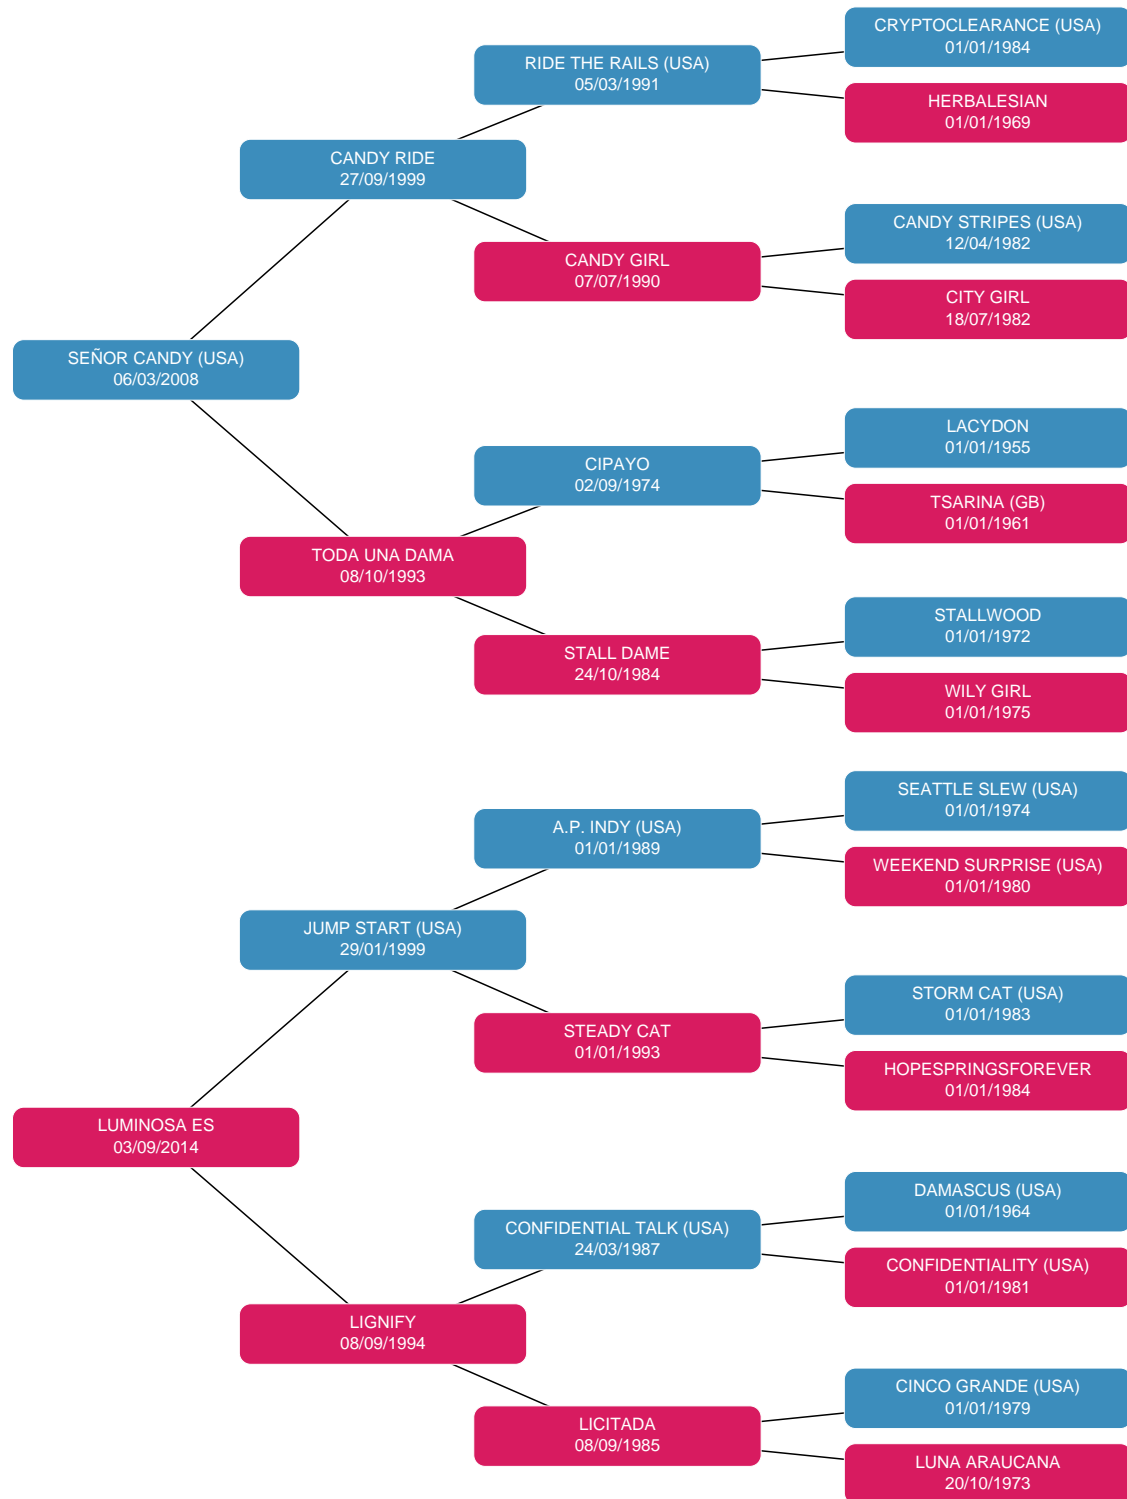 CRYPTOCLEARANCE (USA)
01/01/1984
RIDE THE RAILS (USA)
05/03/1991
HERBALESIAN
01/01/1969
CANDY RIDE
27/09/1999
CANDY STRIPES (USA)
12/04/1982
CANDY GIRL
07/07/1990
CITY GIRL
18/07/1982
SEÑOR CANDY (USA)
06/03/2008
LACYDON
01/01/1955
CIPAYO
02/09/1974
TSARINA (GB)
01/01/1961
TODA UNA DAMA
08/10/1993
STALLWOOD
01/01/1972
STALL DAME
24/10/1984
WILY GIRL
01/01/1975
SEATTLE SLEW (USA)
01/01/1974
A.P. INDY (USA)
01/01/1989
WEEKEND SURPRISE (USA)
01/01/1980
JUMP START (USA)
29/01/1999
STORM CAT (USA)
01/01/1983
STEADY CAT
01/01/1993
HOPESPRINGSFOREVER
01/01/1984
LUMINOSA ES
03/09/2014
DAMASCUS (USA)
01/01/1964
CONFIDENTIAL TALK (USA)
24/03/1987
CONFIDENTIALITY (USA)
01/01/1981
LIGNIFY
08/09/1994
CINCO GRANDE (USA)
01/01/1979
LICITADA
08/09/1985
LUNA ARAUCANA
20/10/1973